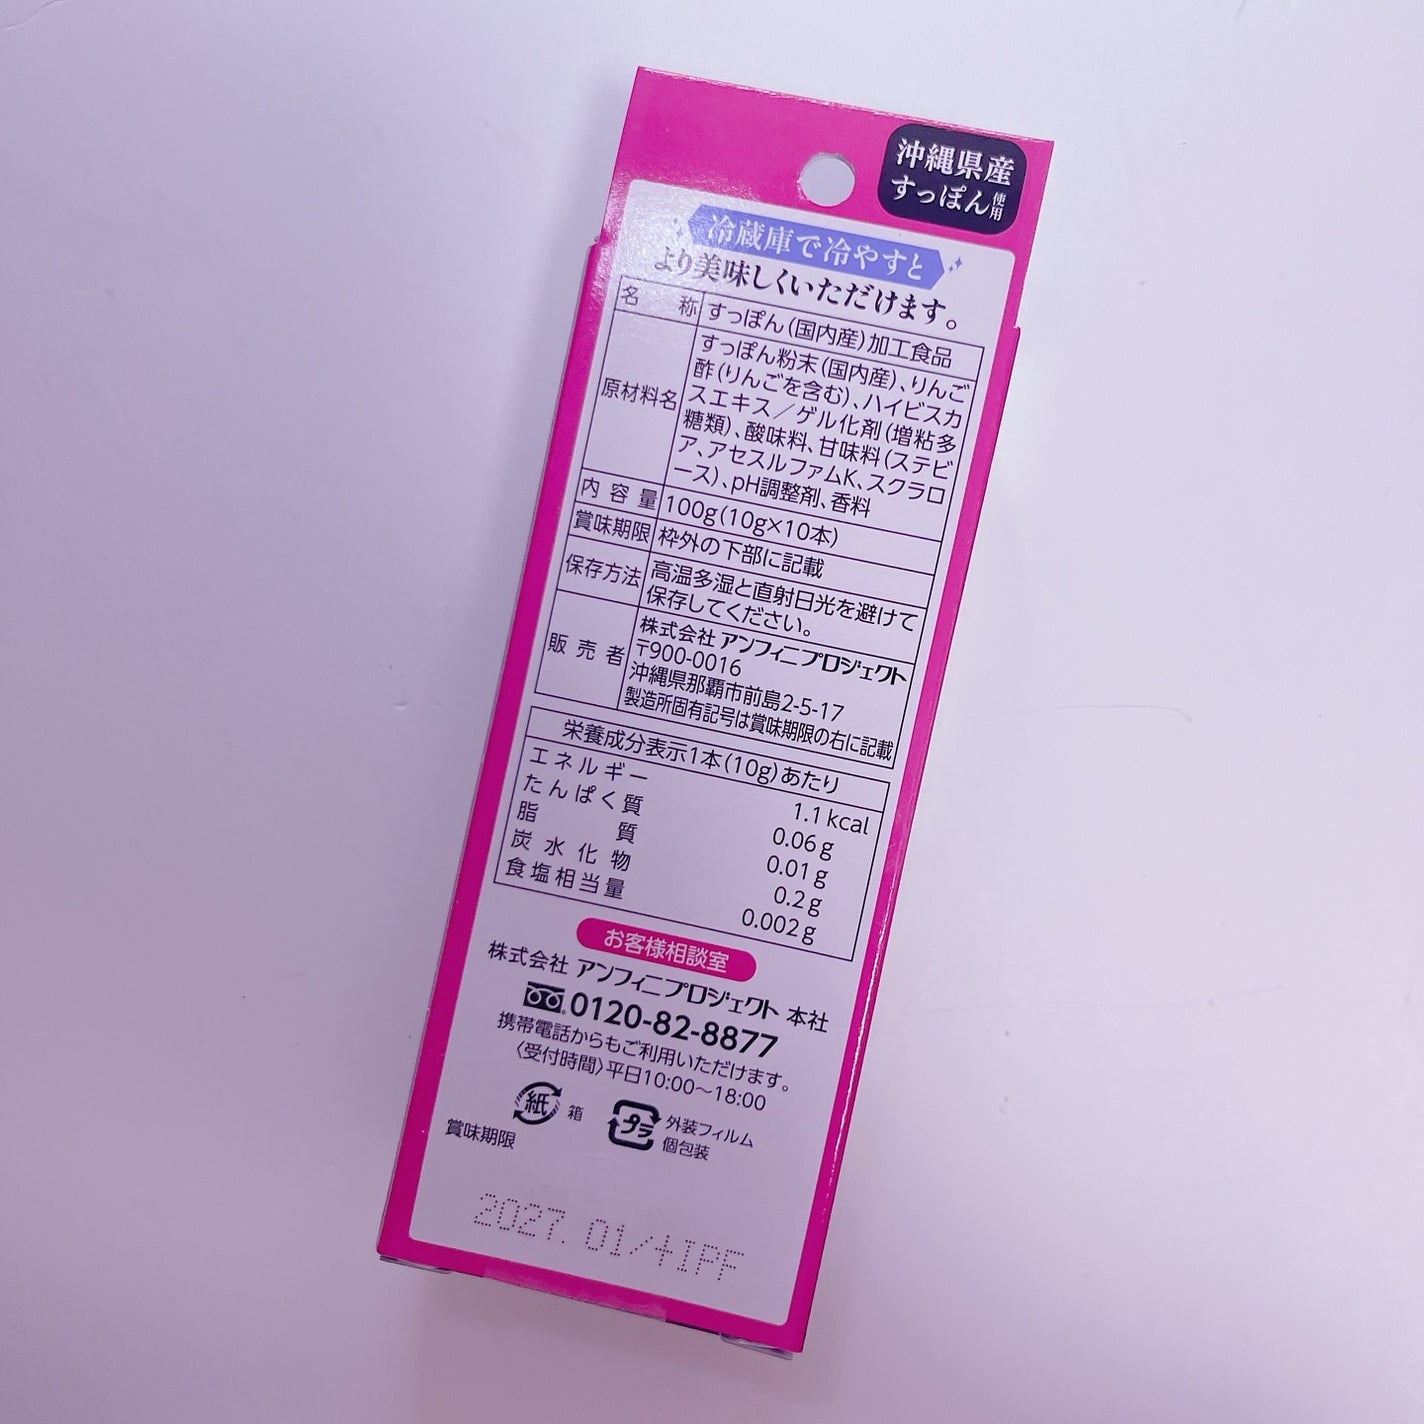 沖縄県産
すっぽん使用
冷蔵庫で冷やすと
より美味しくいただけます。
名称 すっぽん(国内産)加工食品
原材料名 すっぽん粉末(国内産)、りんご
酢(りんごを含む)、ハイビスカ
スエキス/ゲル化剤(増粘多
糖類)、酸味料、甘味料(ステビ
ア、アセスルファムK、スクラロ
ース)、pH調整剤、香料
内容量 100g(10g×10本)
賞味期限 枠外の下部に記載
保存方法 高温多湿と直射日光を避けて
保存してください。
販売者 株式会社 アンフィニプロジェクト
〒900-0016
沖縄県那覇市前島2-5-17
製造所固有記号は賞味期限の右に記載
栄養成分表示1本(10g)あたり
エネルギー 1.1kcal
たんぱく質 0.06g
脂質 0.01g
炭水化物 0.2g
食塩相当量 0.002g
お客様相談室
株式会社 アンフィニプロジェクト 本社
0120-82-8877
携帯電話からもご利用いただけます。
〈受付時間〉平日10:00〜18:00
紙 箱
プラ 外装フィルム
個包装
賞味期限
2027.01/+IPF